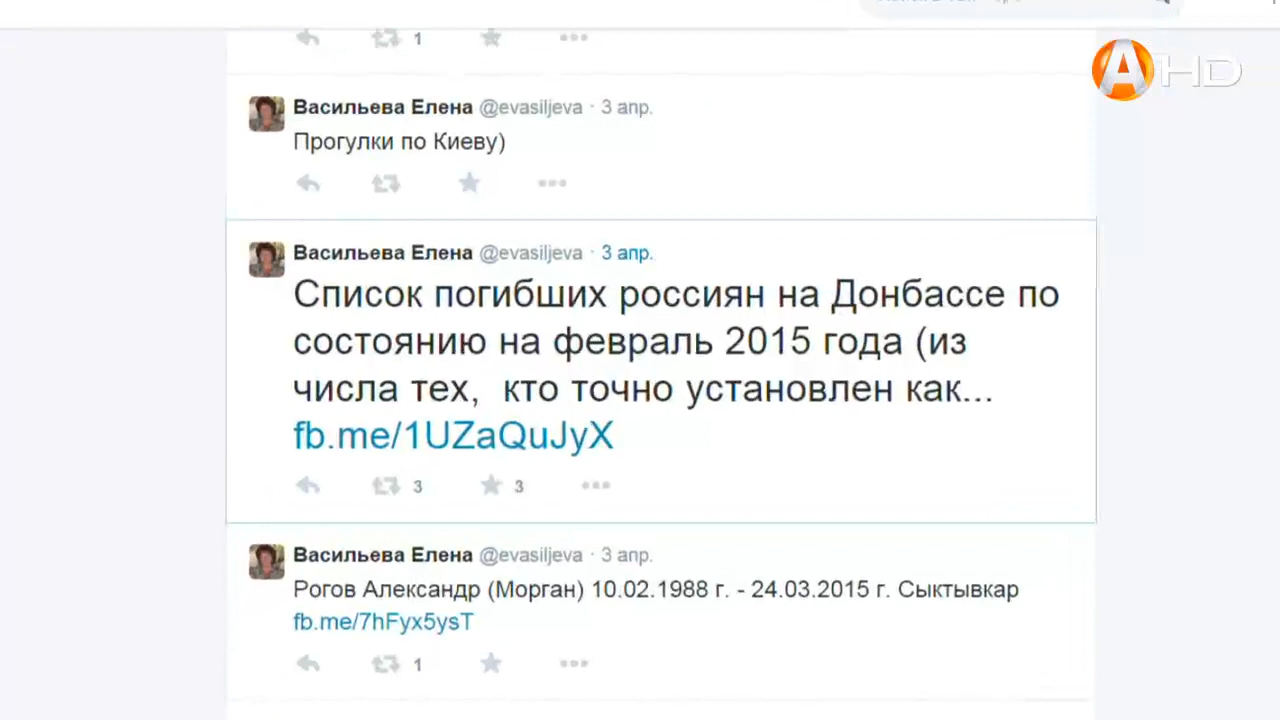 1
A HD
Васильева Елена @evasiljeva · 3 апр.
Прогулки по Киеву)
Васильева Елена @evasiljeva · 3 апр.
Список погибших россиян на Донбассе по
состоянию на февраль 2015 года (из
числа тех, кто точно установлен как...
fb.me/1UZaQuJyX
3 3
Васильева Елена @evasiljeva · 3 апр.
Рогов Александр (Морган) 10.02.1988 г. - 24.03.2015 г. Сыктывкар
fb.me/7hFyx5ysT
1